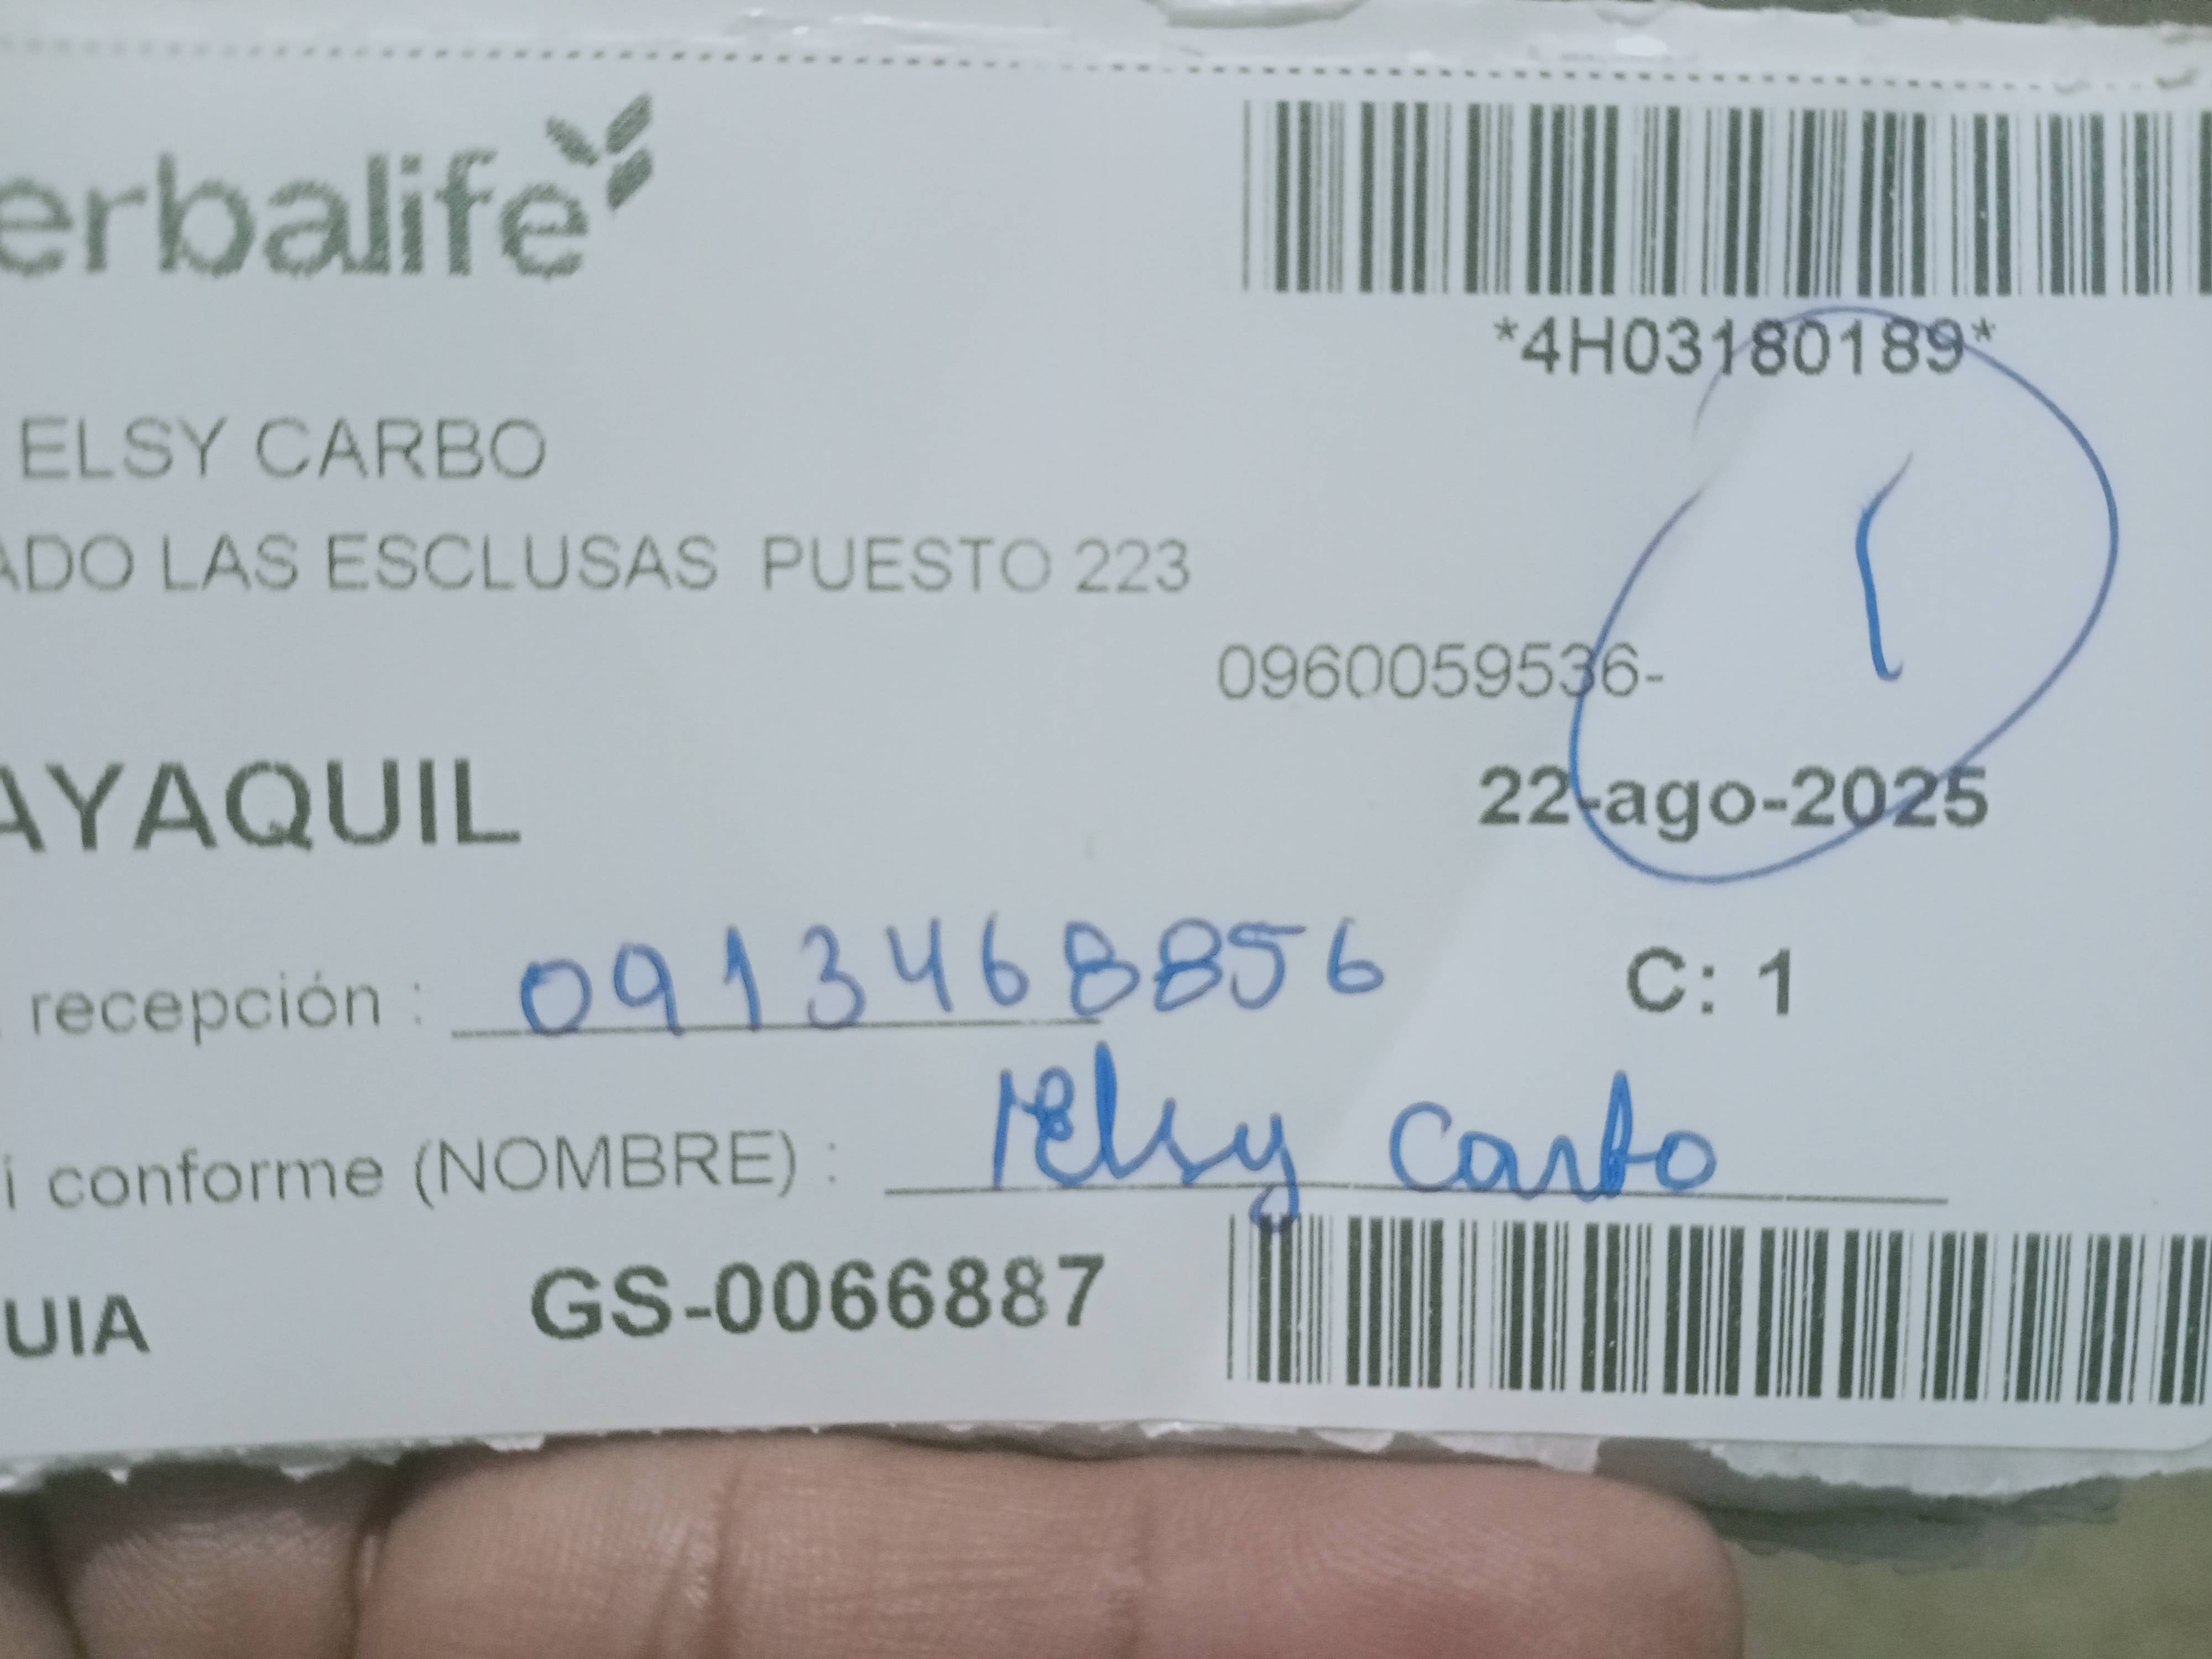 erbalife
*4H03180189*
ELSY CARBO
ADO LAS ESCLUSAS PUESTO 223
0960059536-
AYAQUIL
22-ago-2025
recepción : 0913468856
C: 1
í conforme (NOMBRE) : Elsy Carbo
UIA GS-0066887